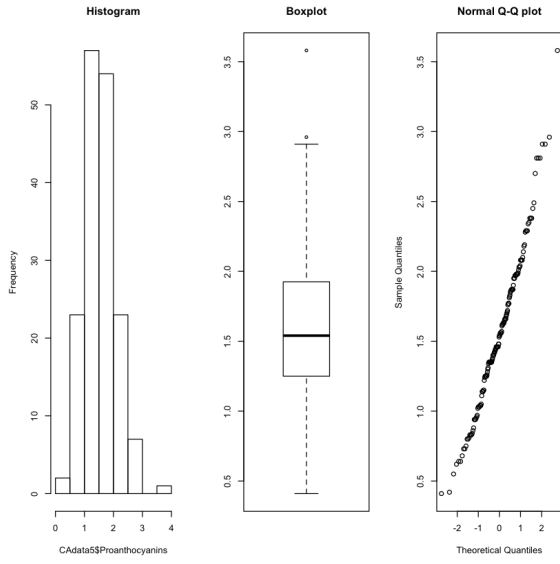 Histogram
Frequency
50
40
30
20
10
0
0 1 2 3 4
CAdata5$Proanthocyanins
Boxplot
3.5
3.0
2.5
2.0
1.5
1.0
0.5
Normal Q-Q plot
Sample Quantiles
3.5
3.0
2.5
2.0
1.5
1.0
0.5
-2 -1 0 1 2
Theoretical Quantiles